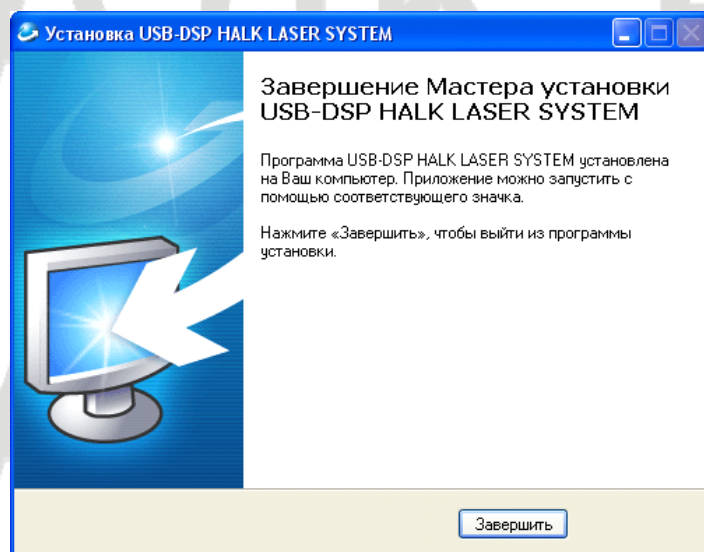 Установка USB-DSP HALK LASER SYSTEM
Завершение Мастера установки
USB-DSP HALK LASER SYSTEM
Программа USB-DSP HALK LASER SYSTEM установлена
на Ваш компьютер. Приложение можно запустить с
помощью соответствующего значка.
Нажмите «Завершить», чтобы выйти из программы
установки.
Завершить